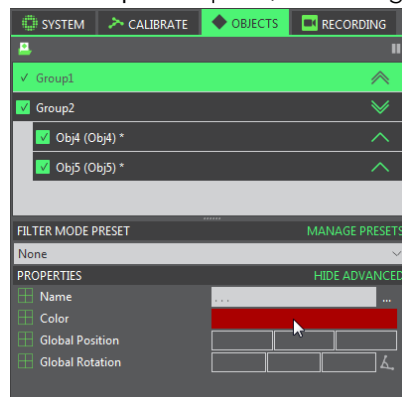 SYSTEM CALIBRATE OBJECTS RECORDING
Group1
Group2
Obj4 (Obj4) *
Obj5 (Obj5) *
FILTER MODE PRESET MANAGE PRESETS
None
PROPERTIES HIDE ADVANCED
Name ... ...
Color
Global Position
Global Rotation